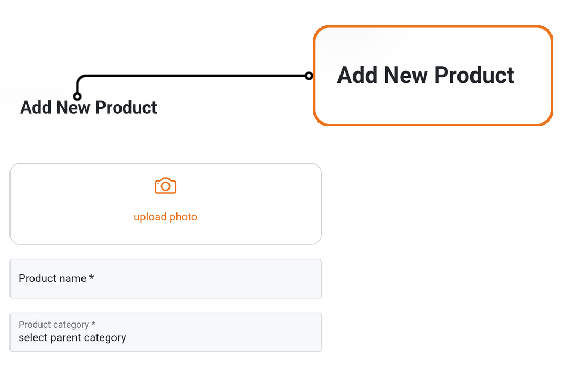 Add New Product
Add New Product
upload photo
Product name *
Product category *
select parent category